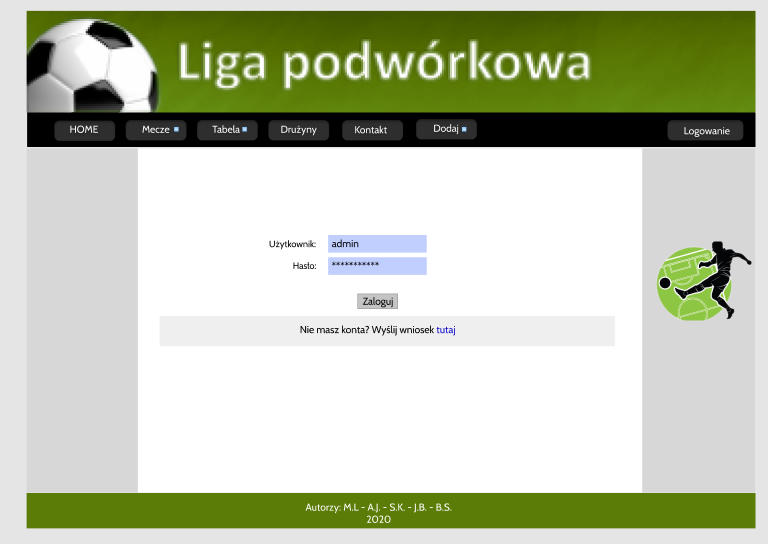 Liga podwórkowa
HOME Mecze Tabela Drużyny Kontakt Dodaj Logowanie
Użytkownik: admin
Hasło: ***********
Zaloguj
Nie masz konta? Wyślij wniosek tutaj
Autorzy: M.L - A.J. - S.K. - J.B. - B.S.
2020